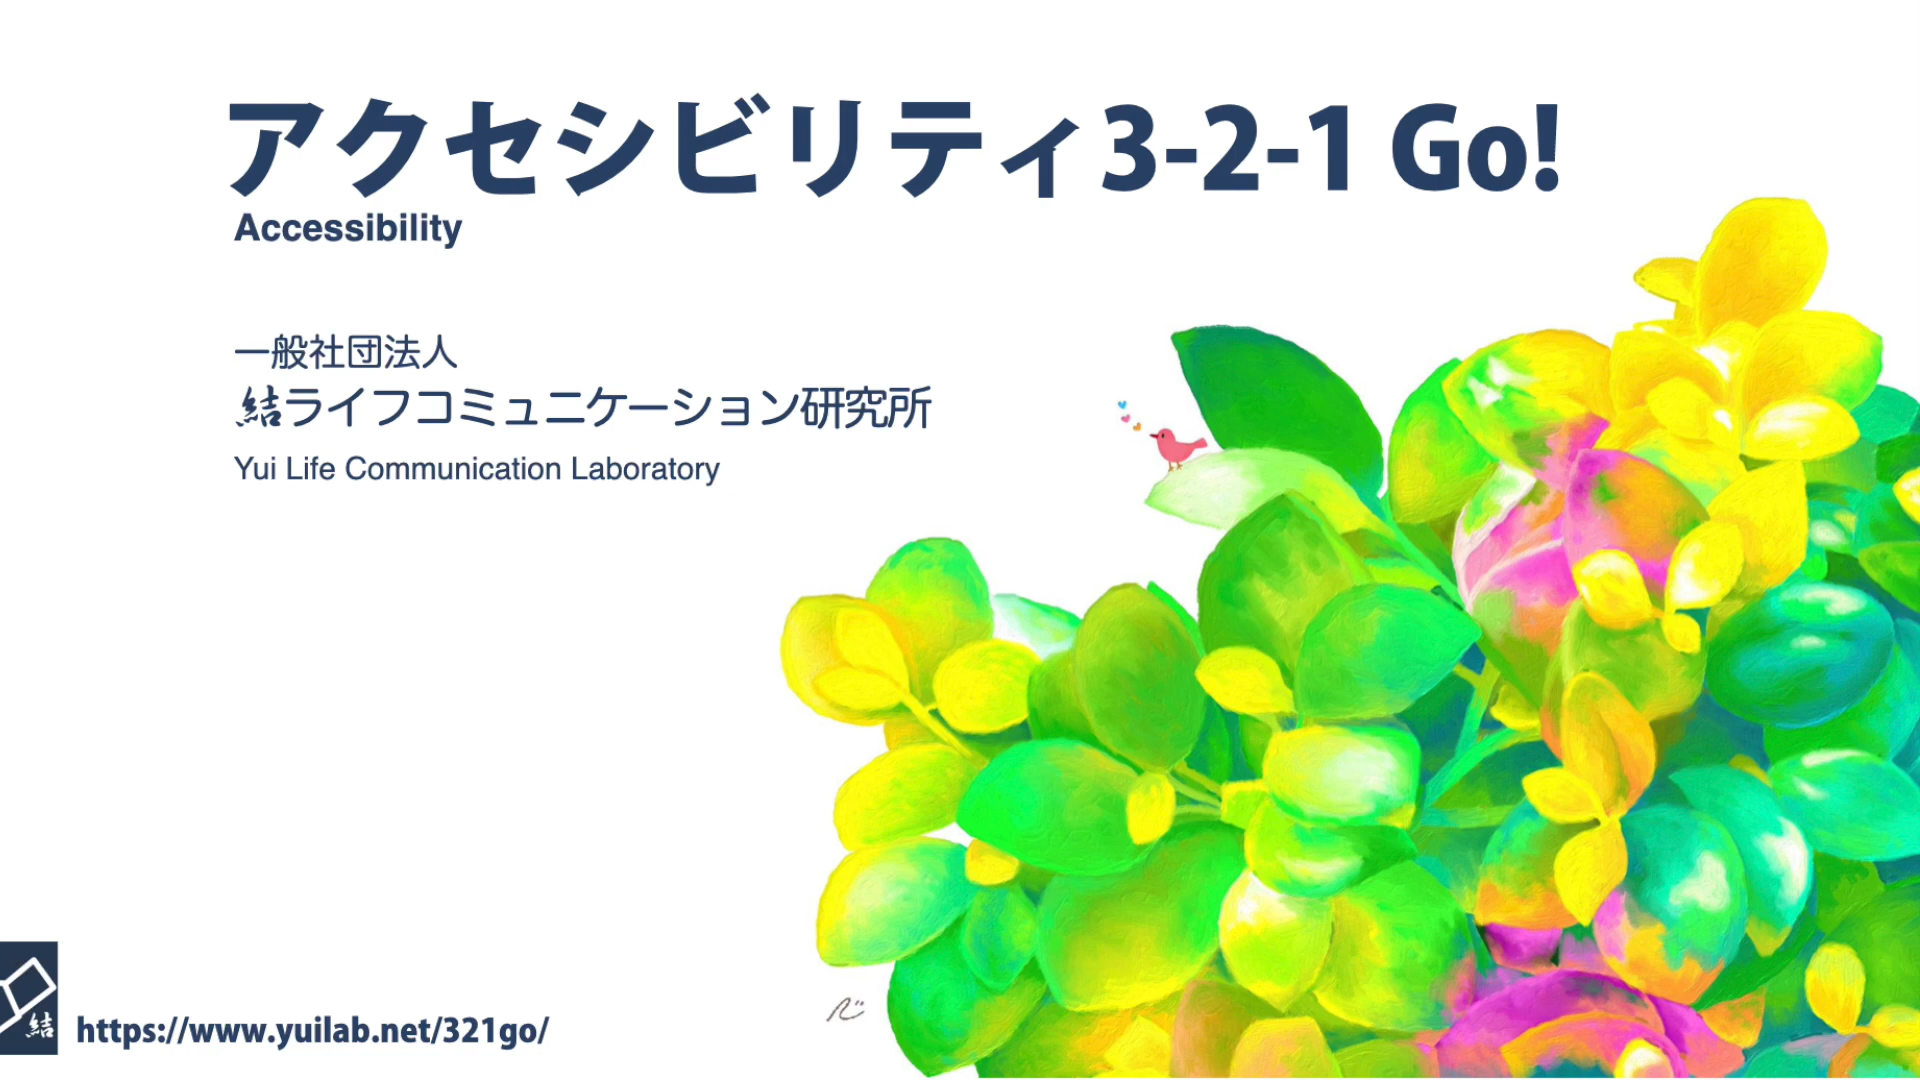 アクセシビリティ3-2-1 Go!
Accessibility
一般社団法人
結ライフコミュニケーション研究所
Yui Life Communication Laboratory
結
https://www.yuilab.net/321go/